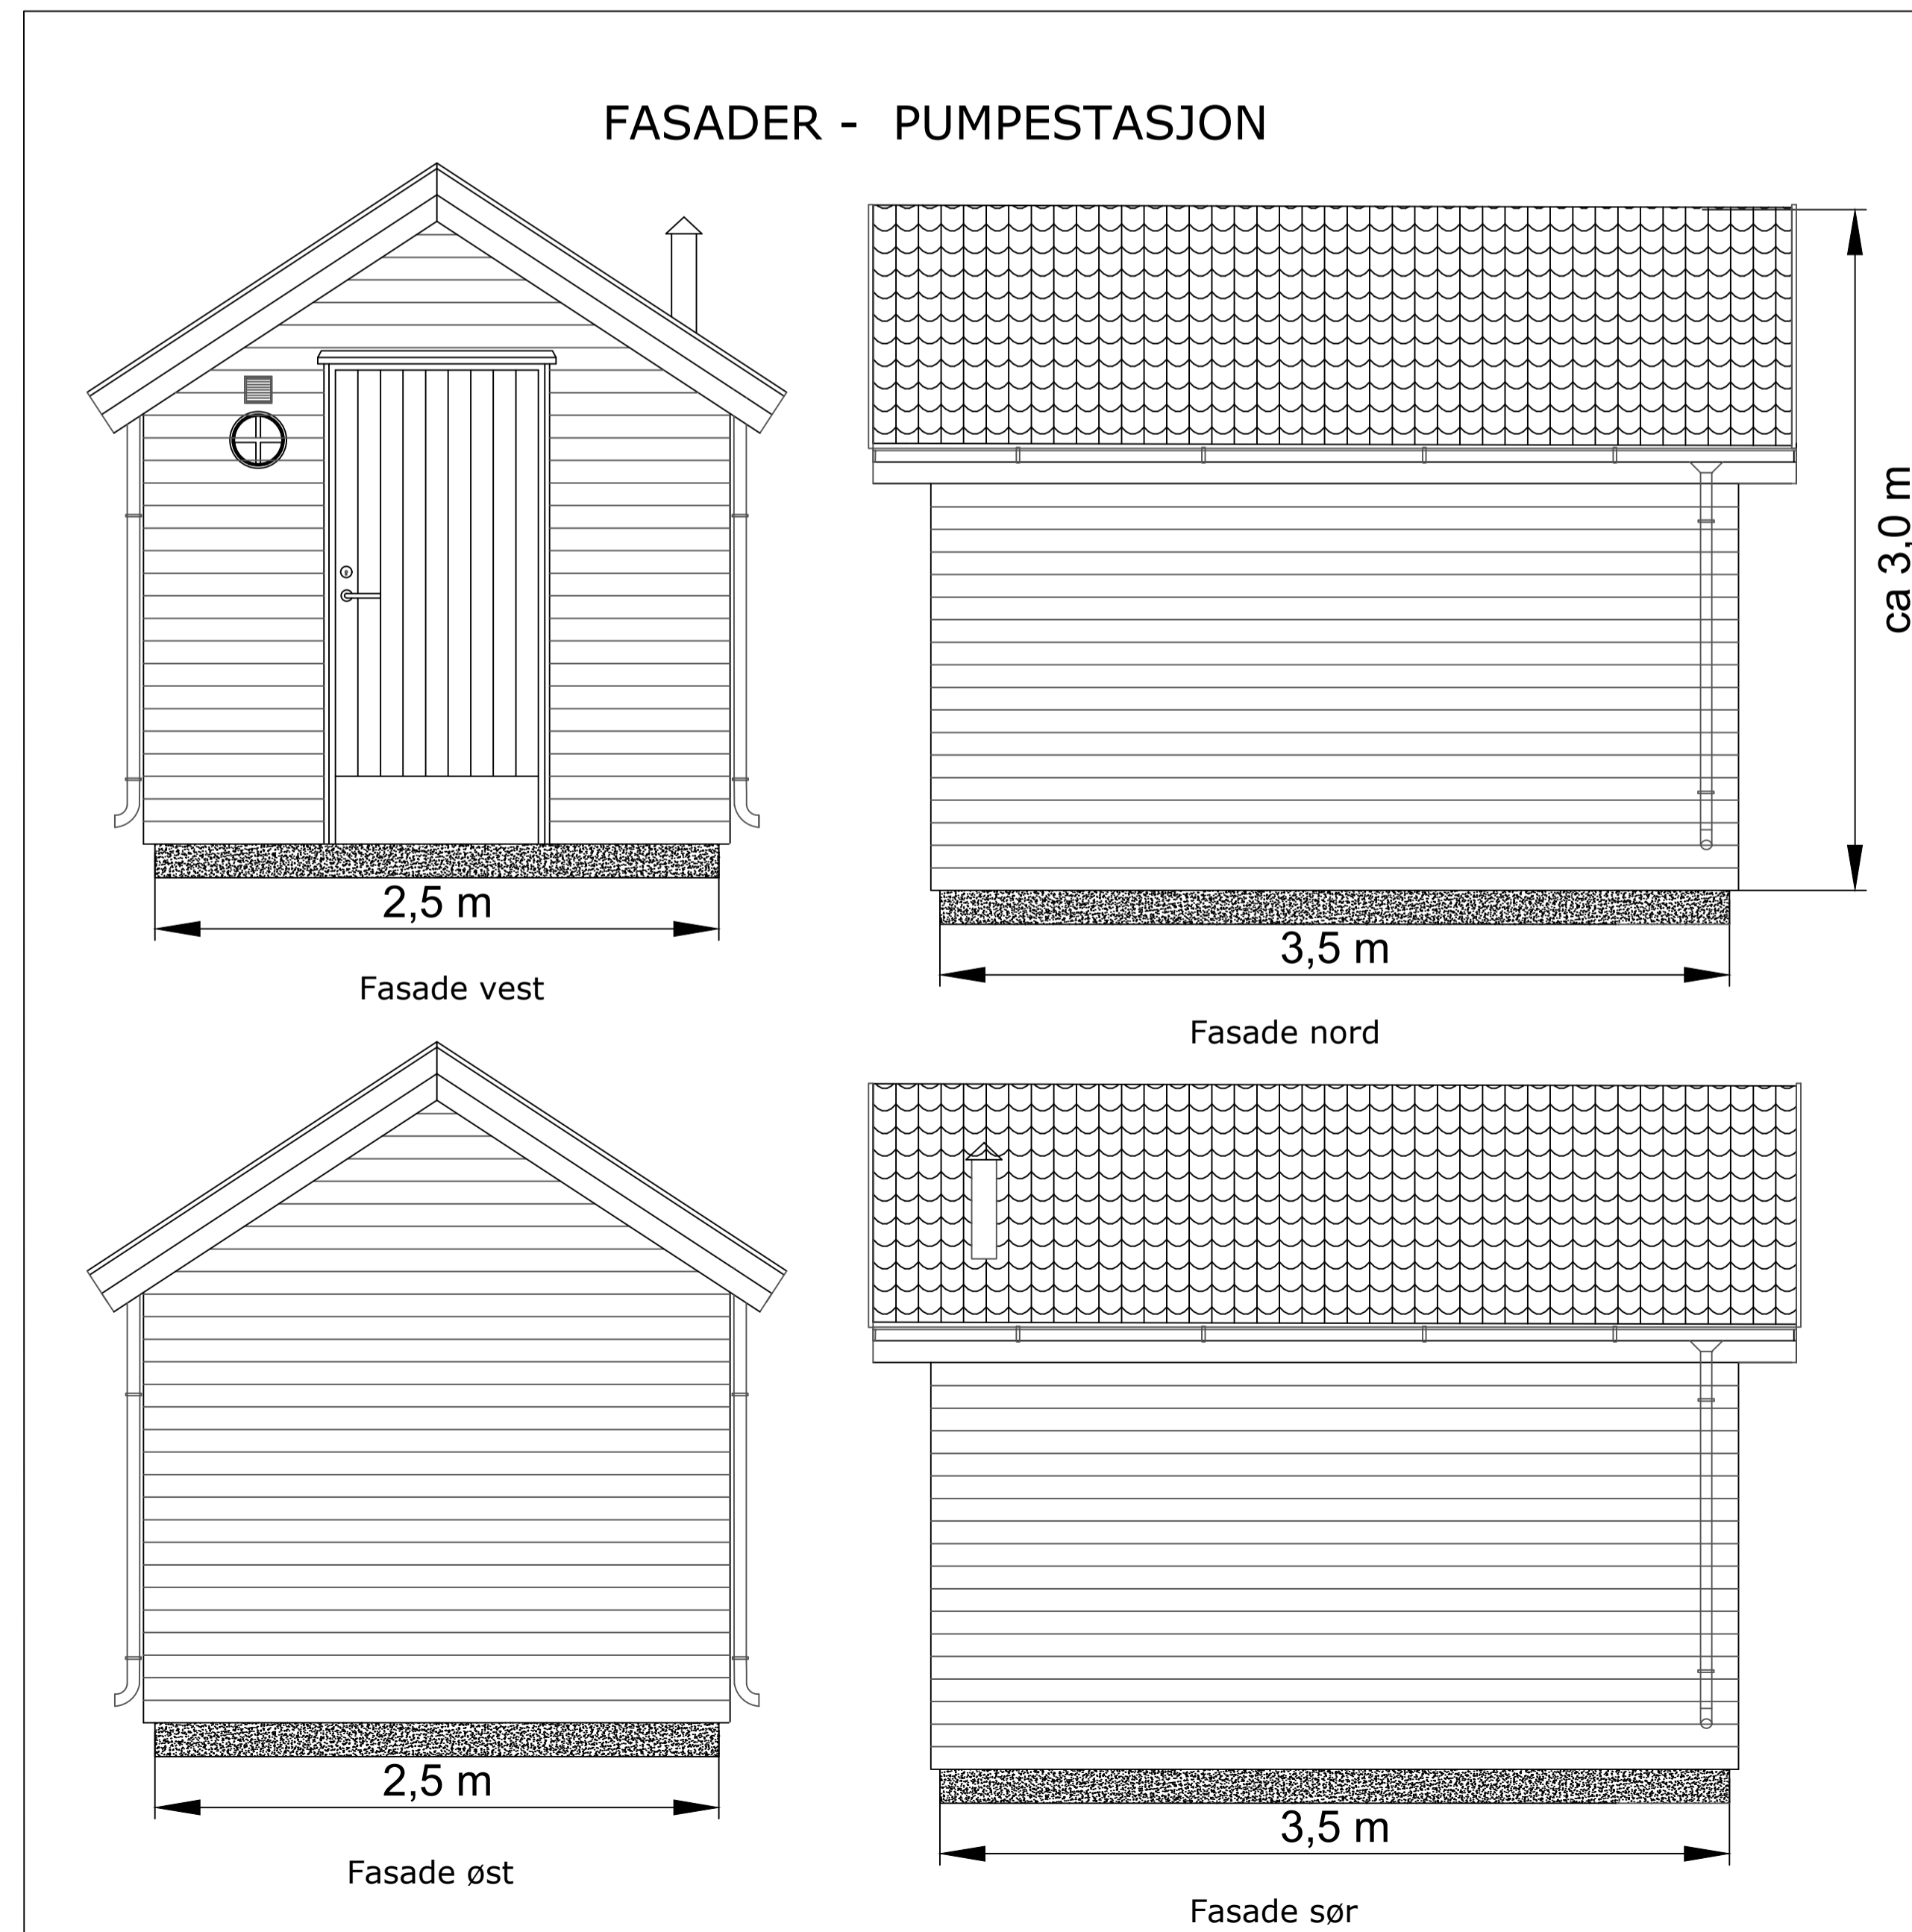 FASADER - PUMPESTASJON
2,5 m
Fasade vest
3,5 m
Fasade nord
ca 3,0 m
2,5 m
Fasade øst
3,5 m
Fasade sør